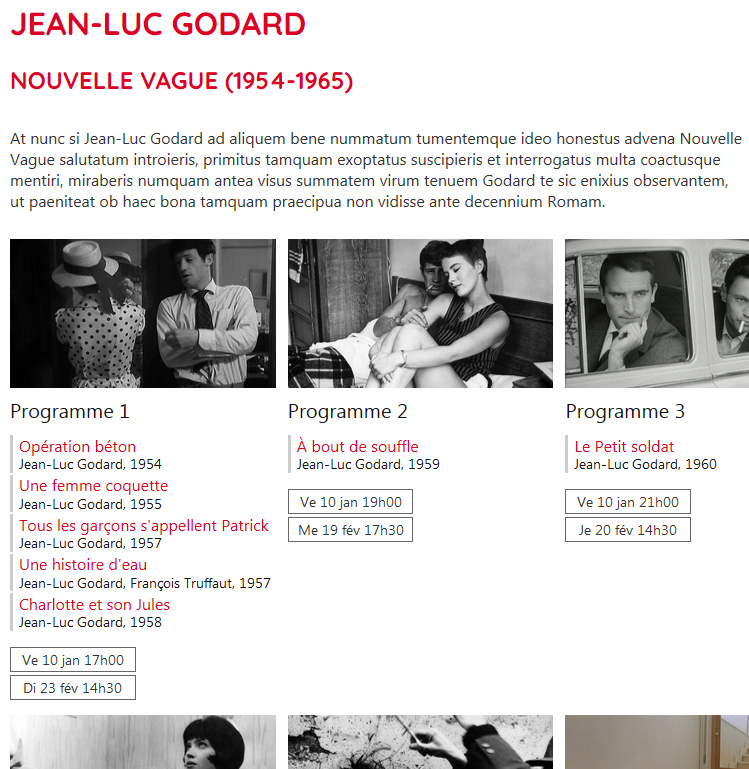 JEAN-LUC GODARD
NOUVELLE VAGUE (1954-1965)
At nunc si Jean-Luc Godard ad aliquem bene nummatum tumentemque ideo honestus advena Nouvelle
Vague salutatum introieris, primitus tamquam exoptatus suscipieris et interrogatus multa coactusque
mentiri, miraberis numquam antea visus summatem virum tenuem Godard te sic enixius observantem,
ut paeniteat ob haec bona tamquam praecipua non vidisse ante decennium Romam.
Programme 1
Opération béton
Jean-Luc Godard, 1954
Une femme coquette
Jean-Luc Godard, 1955
Tous les garçons s'appellent Patrick
Jean-Luc Godard, 1957
Une histoire d'eau
Jean-Luc Godard, François Truffaut, 1957
Charlotte et son Jules
Jean-Luc Godard, 1958
Ve 10 jan 17h00
Di 23 fév 14h30
Programme 2
À bout de souffle
Jean-Luc Godard, 1959
Ve 10 jan 19h00
Me 19 fév 17h30
Programme 3
Le Petit soldat
Jean-Luc Godard, 1960
Ve 10 jan 21h00
Je 20 fév 14h30